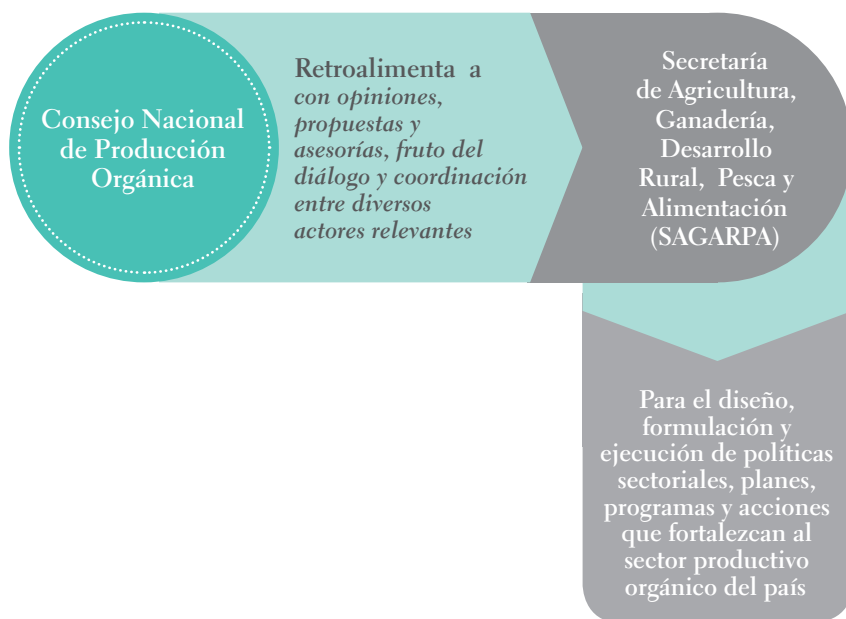 Consejo Nacional
de Producción
Orgánica
Retroalimenta a
con opiniones,
propuestas y
asesorías, fruto del
diálogo y coordinación
entre diversos
actores relevantes
Secretaría
de Agricultura,
Ganadería,
Desarrollo
Rural, Pesca y
Alimentación
(SAGARPA)
Para el diseño,
formulación y
ejecución de políticas
sectoriales, planes,
programas y acciones
que fortalezcan al
sector productivo
orgánico del país